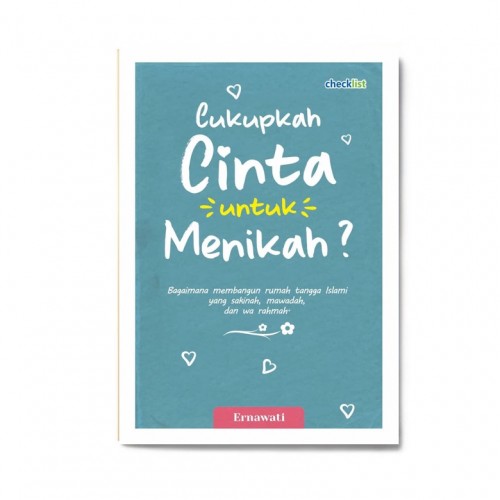 checklist
Cukupkah
Cinta
untuk
Menikah?
Bagaimana membangun rumah tangga Islami
yang sakinah, mawadah,
dan wa rahmah
Ernawati